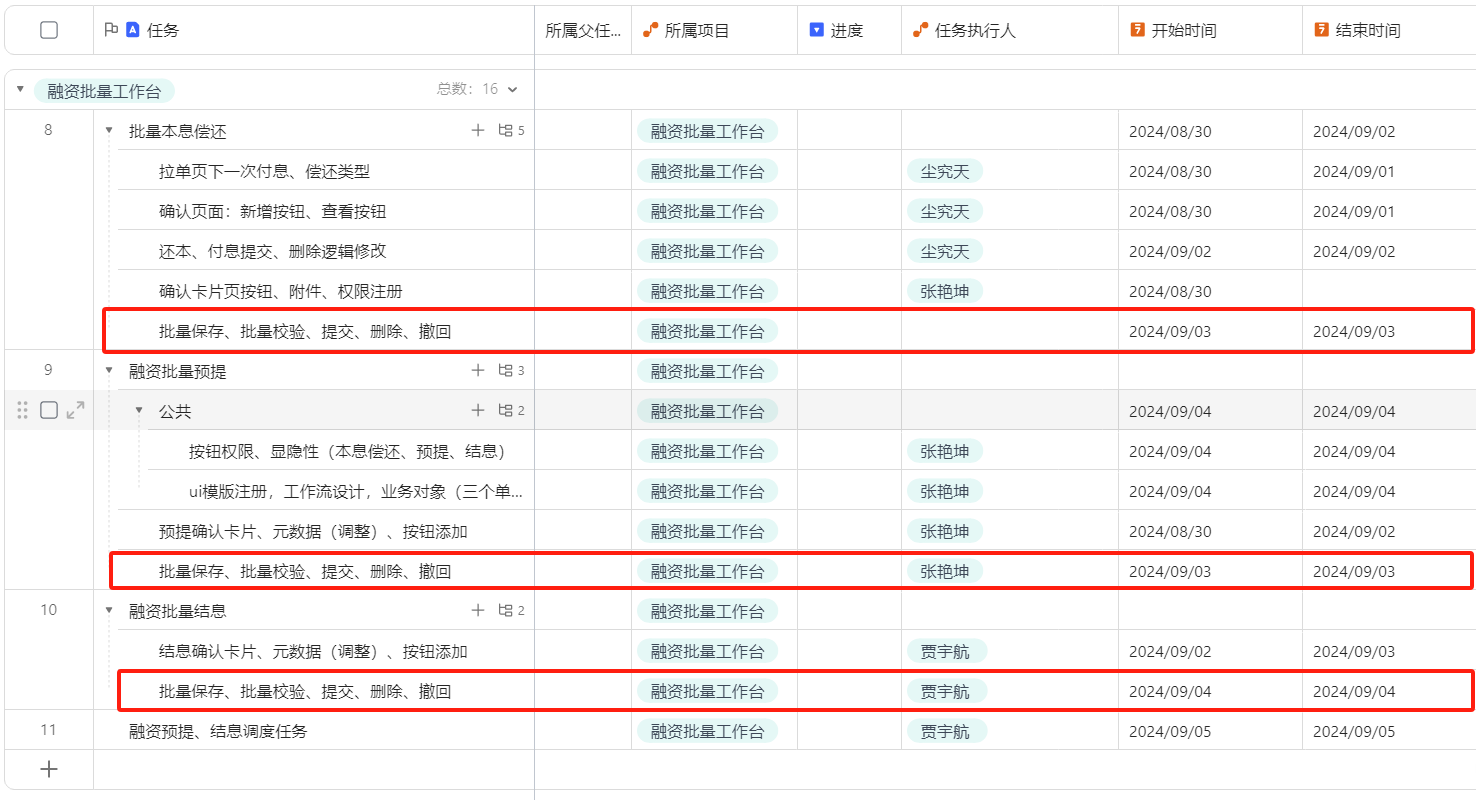 任务 所属父任... 所属项目 进度 任务执行人 开始时间 结束时间
融资批量工作台 总数: 16
8 批量本息偿还 5 融资批量工作台 2024/08/30 2024/09/02
拉单页下一次付息、偿还类型 融资批量工作台 尘究天 2024/08/30 2024/09/01
确认页面：新增按钮、查看按钮 融资批量工作台 尘究天 2024/08/30 2024/09/01
还本、付息提交、删除逻辑修改 融资批量工作台 尘究天 2024/09/02 2024/09/02
确认卡片页按钮、附件、权限注册 融资批量工作台 张艳坤 2024/08/30
批量保存、批量校验、提交、删除、撤回 融资批量工作台 2024/09/03 2024/09/03
9 融资批量预提 3 融资批量工作台
公共 2 融资批量工作台 2024/09/04 2024/09/04
按钮权限、显隐性（本息偿还、预提、结息） 融资批量工作台 张艳坤 2024/09/04 2024/09/04
ui模版注册，工作流设计，业务对象（三个单... 融资批量工作台 张艳坤 2024/09/04 2024/09/04
预提确认卡片、元数据（调整）、按钮添加 融资批量工作台 张艳坤 2024/08/30 2024/09/02
批量保存、批量校验、提交、删除、撤回 融资批量工作台 张艳坤 2024/09/03 2024/09/03
10 融资批量结息 2 融资批量工作台
结息确认卡片、元数据（调整）、按钮添加 融资批量工作台 贾宇航 2024/09/02 2024/09/03
批量保存、批量校验、提交、删除、撤回 融资批量工作台 贾宇航 2024/09/04 2024/09/04
11 融资预提、结息调度任务 融资批量工作台 贾宇航 2024/09/05 2024/09/05